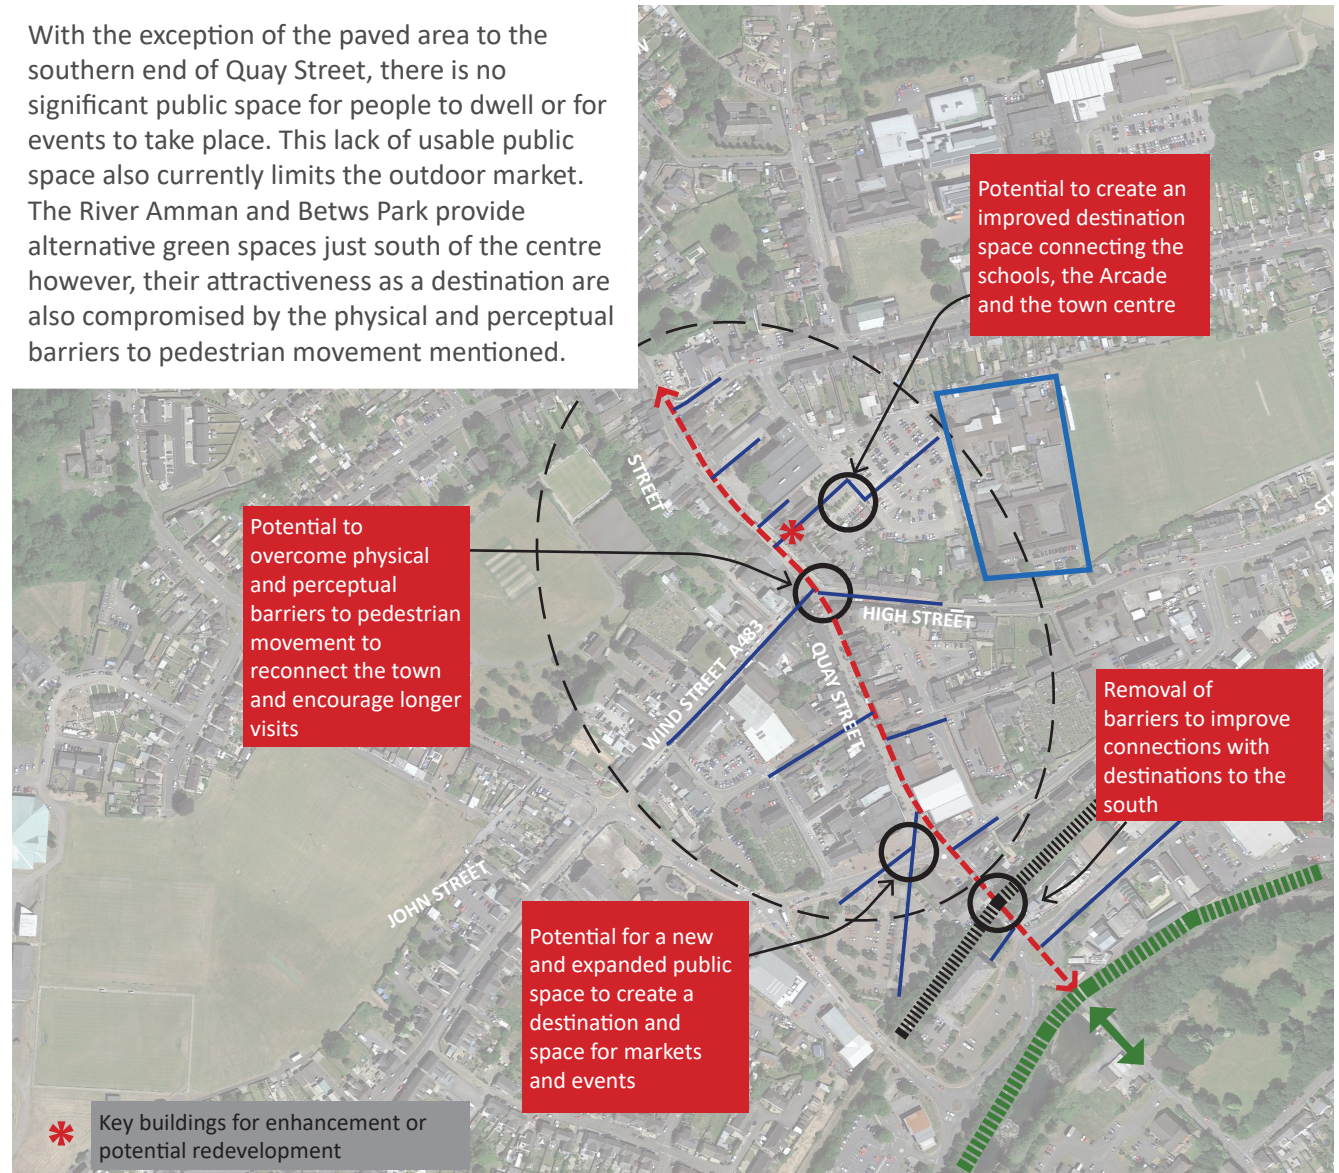 With the exception of the paved area to the
southern end of Quay Street, there is no
significant public space for people to dwell or for
events to take place. This lack of usable public
space also currently limits the outdoor market.
The River Amman and Betws Park provide
alternative green spaces just south of the centre
however, their attractiveness as a destination are
also compromised by the physical and perceptual
barriers to pedestrian movement mentioned.
Potential to create an
improved destination
space connecting the
schools, the Arcade
and the town centre
STREET
Potential to
overcome physical
and perceptual
barriers to pedestrian
movement to
reconnect the town
and encourage longer
visits
HIGH STREET
WIND STREET A483
QUAY STREET
Removal of
barriers to improve
connections with
destinations to the
south
JOHN STREET
Potential for a new
and expanded public
space to create a
destination and
space for markets
and events
Key buildings for enhancement or
potential redevelopment